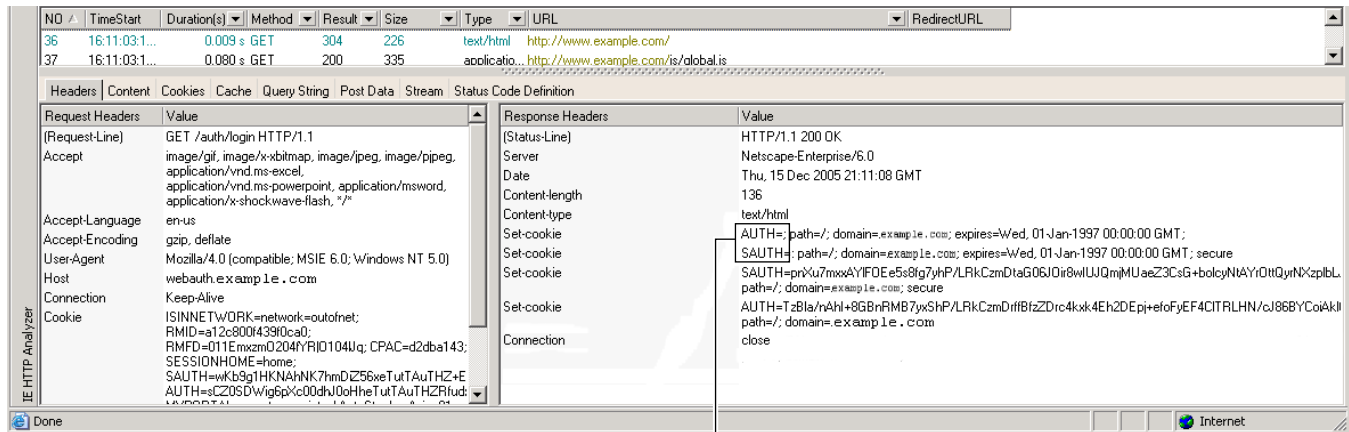 NO TimeStart Duration(s) Method Result Size Type URL RedirectURL
36 16:11:03:1... 0.009 s GET 304 226 text/html http://www.example.com/
37 16:11:03:1... 0.080 s GET 200 335 applicatio... http://www.example.com/js/global.js
Headers Content Cookies Cache Query String Post Data Stream Status Code Definition
Request Headers Value
(Request-Line) GET /auth/login HTTP/1.1
Accept image/gif, image/x-xbitmap, image/jpeg, image/pjpeg,
application/vnd.ms-excel,
application/vnd.ms-powerpoint, application/msword,
application/x-shockwave-flash, */*
Accept-Language en-us
Accept-Encoding gzip, deflate
User-Agent Mozilla/4.0 (compatible; MSIE 6.0; Windows NT 5.0)
Host webauth.example.com
Connection Keep-Alive
Cookie ISINNETWORK=network=outofnet;
RMID=a12c800f439f0ca0;
CPAC=d2dba143;
SESSIONHOME=home;
Response Headers Value
(Status-Line) HTTP/1.1 200 OK
Server Netscape-Enterprise/6.0
Date Thu, 15 Dec 2005 21:11:08 GMT
Content-length 136
Content-type text/html
Set-cookie AUTH=; path=/; domain=.example.com; expires=Wed, 01-Jan-1997 00:00:00 GMT;
Set-cookie SAUTH=; path=/; domain=.example.com; expires=Wed, 01-Jan-1997 00:00:00 GMT; secure
Set-cookie
path=/; domain=.example.com; secure
Set-cookie
path=/; domain=.example.com
Connection close
IE HTTP Analyzer
Done Internet